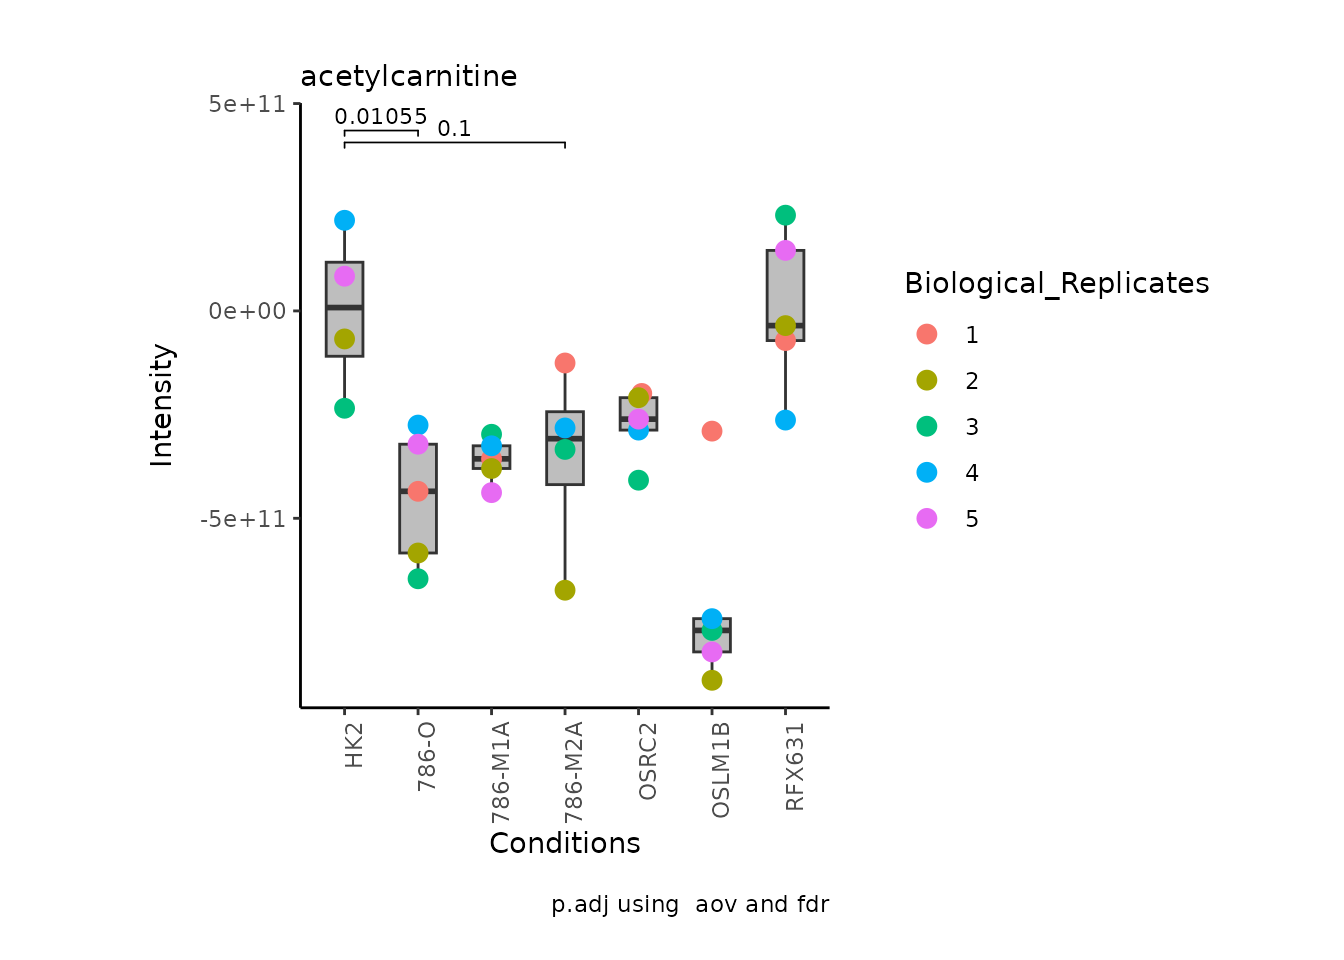 acetylcarnitine
5e+11
0e+00
-5e+11
0.01055
0.1
Intensity
HK2
786-O
786-M1A
786-M2A
OSRC2
OSLM1B
RFX631
Conditions
Biological_Replicates
1
2
3
4
5
p.adj using  aov and fdr